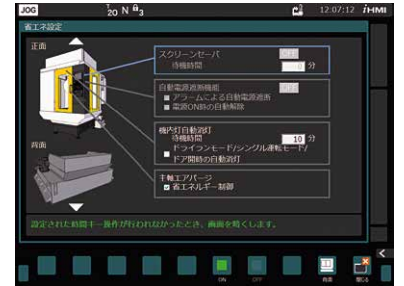 JOG
T 20 N B 3
12:07:12 iHMI
省エネ設定
正面
スクリーンセーバ OFF
待機時間 0 分
自動電源遮断機能 OFF
アラームによる自動電源遮断
電源ON時の自動解除
機内灯自動消灯
待機時間 10 分
ドライランモード/シングル運転モード/
ドア開時の自動消灯
背面
主軸エアパージ
省エネルギー制御
設定された時間キー操作が行われなかったとき、画面を暗くします。
ON OFF 背面 閉じる